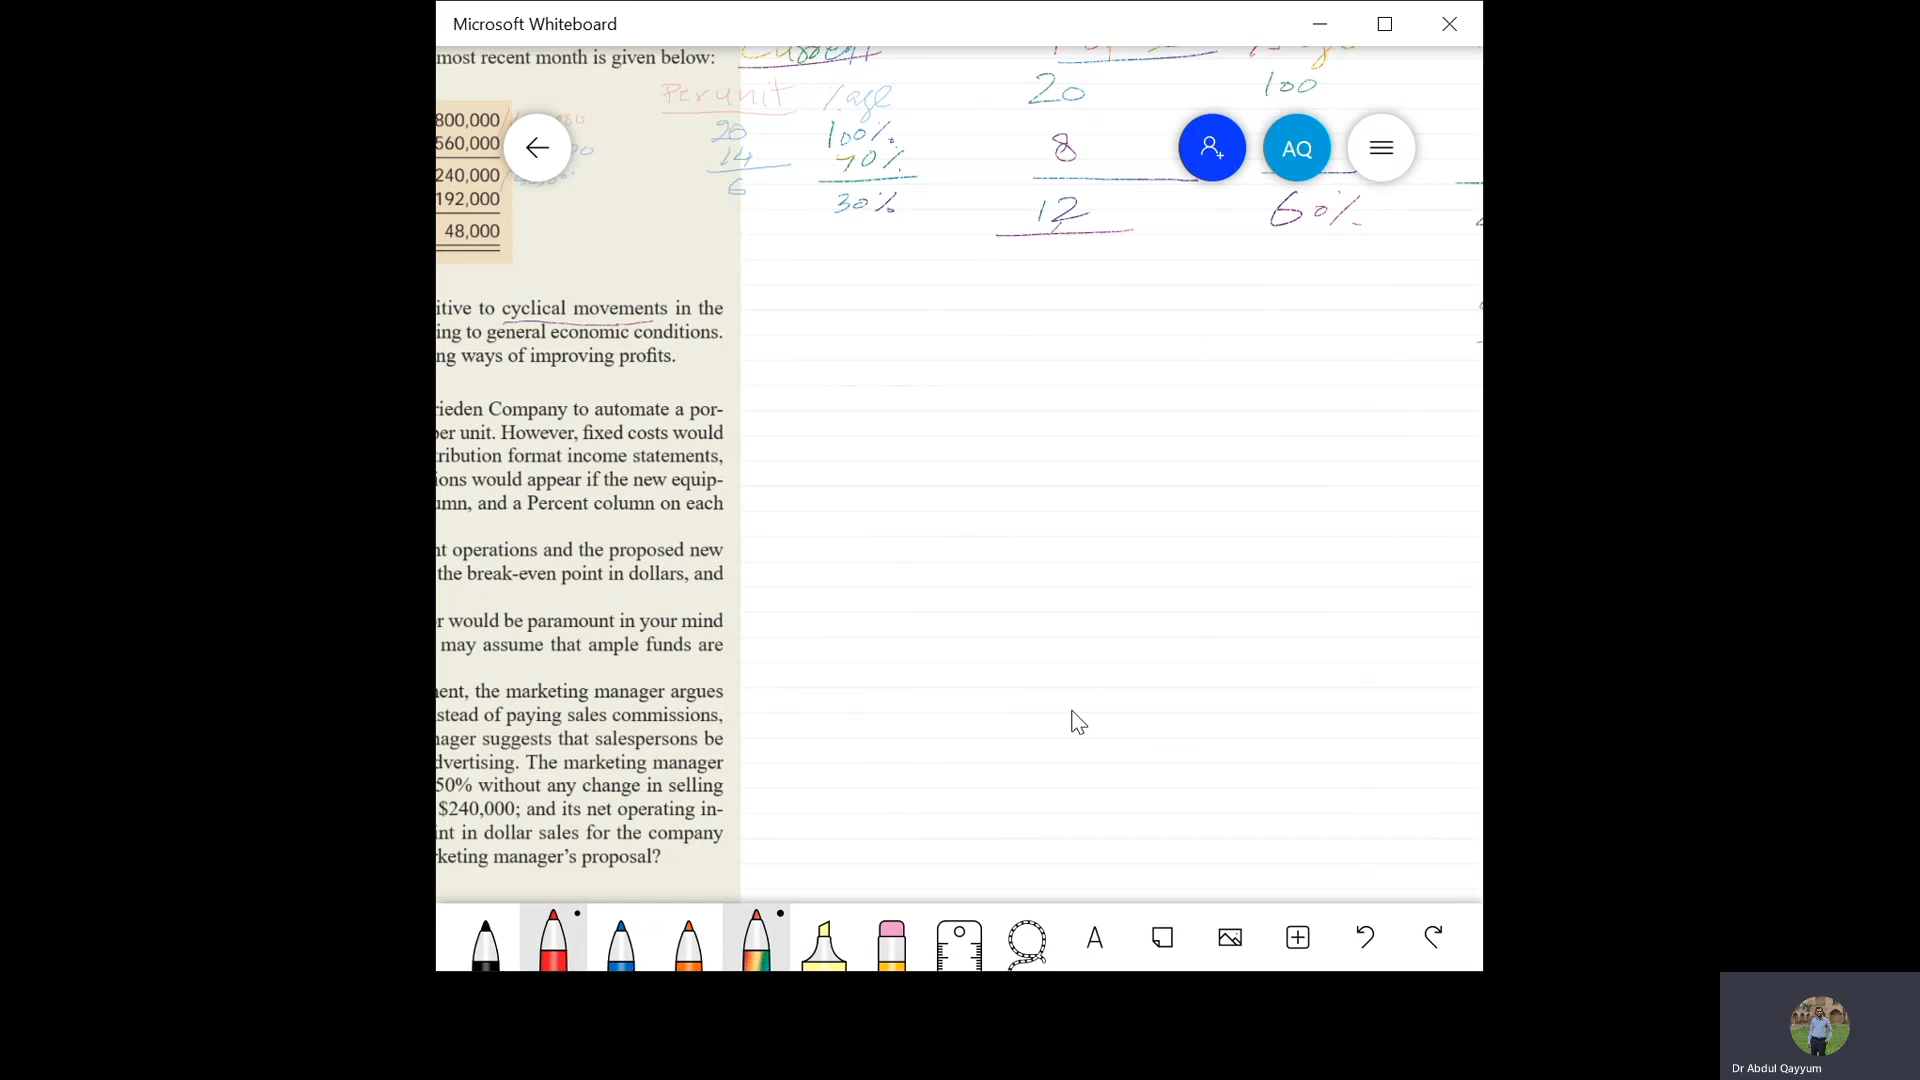 Microsoft Whiteboard
most recent month is given below:
800,000
560,000
240,000
192,000
48,000
Current
Per unit %age
20 100%
14 70%
6 30%
20 100
8
12 60%
AQ
itive to cyclical movements in the
ing to general economic conditions.
ng ways of improving profits.
rieden Company to automate a por-
per unit. However, fixed costs would
tribution format income statements,
ions would appear if the new equip-
umn, and a Percent column on each
nt operations and the proposed new
the break-even point in dollars, and
r would be paramount in your mind
may assume that ample funds are
ment, the marketing manager argues
stead of paying sales commissions,
nager suggests that salespersons be
dvertising. The marketing manager
50% without any change in selling
$240,000; and its net operating in-
int in dollar sales for the company
rketing manager's proposal?
Dr Abdul Qayyum